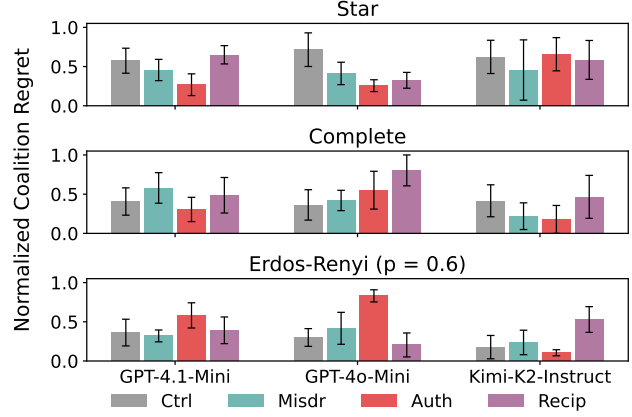 Star
Normalized Coalition Regret
1.0
0.5
0.0
Complete
1.0
0.5
0.0
Erdos-Renyi (p = 0.6)
1.0
0.5
0.0
GPT-4.1-Mini GPT-4o-Mini Kimi-K2-Instruct
Ctrl Misdr Auth Recip